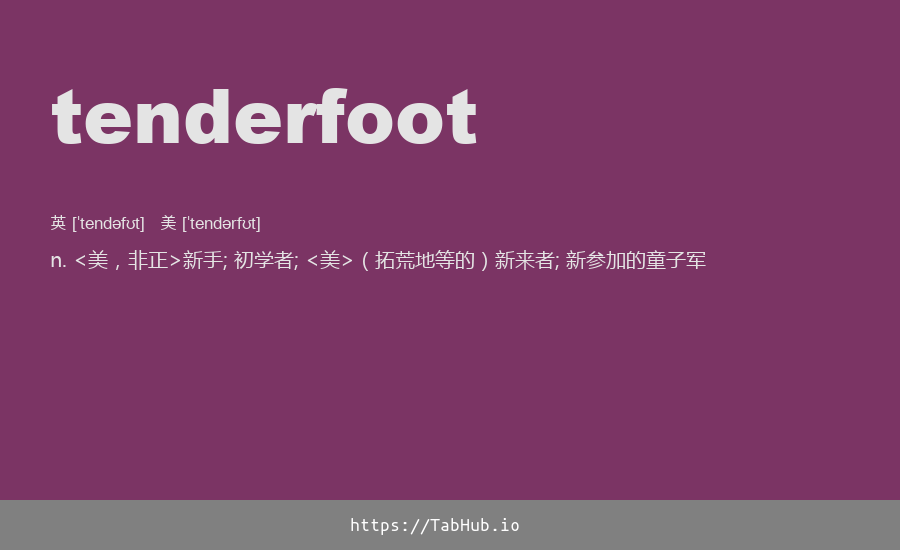 tenderfoot
英 [ˈtendəfʊt]   美 [ˈtendərfʊt]
n. <美，非正>新手; 初学者; <美>（拓荒地等的）新来者; 新参加的童子军
https://TabHub.io